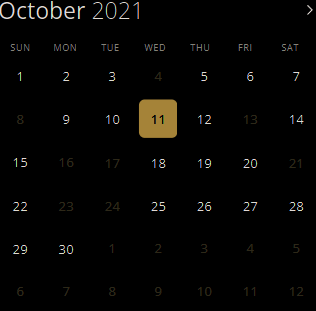 October 2021
SUN MON TUE WED THU FRI SAT
1 2 3 4 5 6 7
8 9 10 11 12 13 14
15 16 17 18 19 20 21
22 23 24 25 26 27 28
29 30 1 2 3 4 5
6 7 8 9 10 11 12